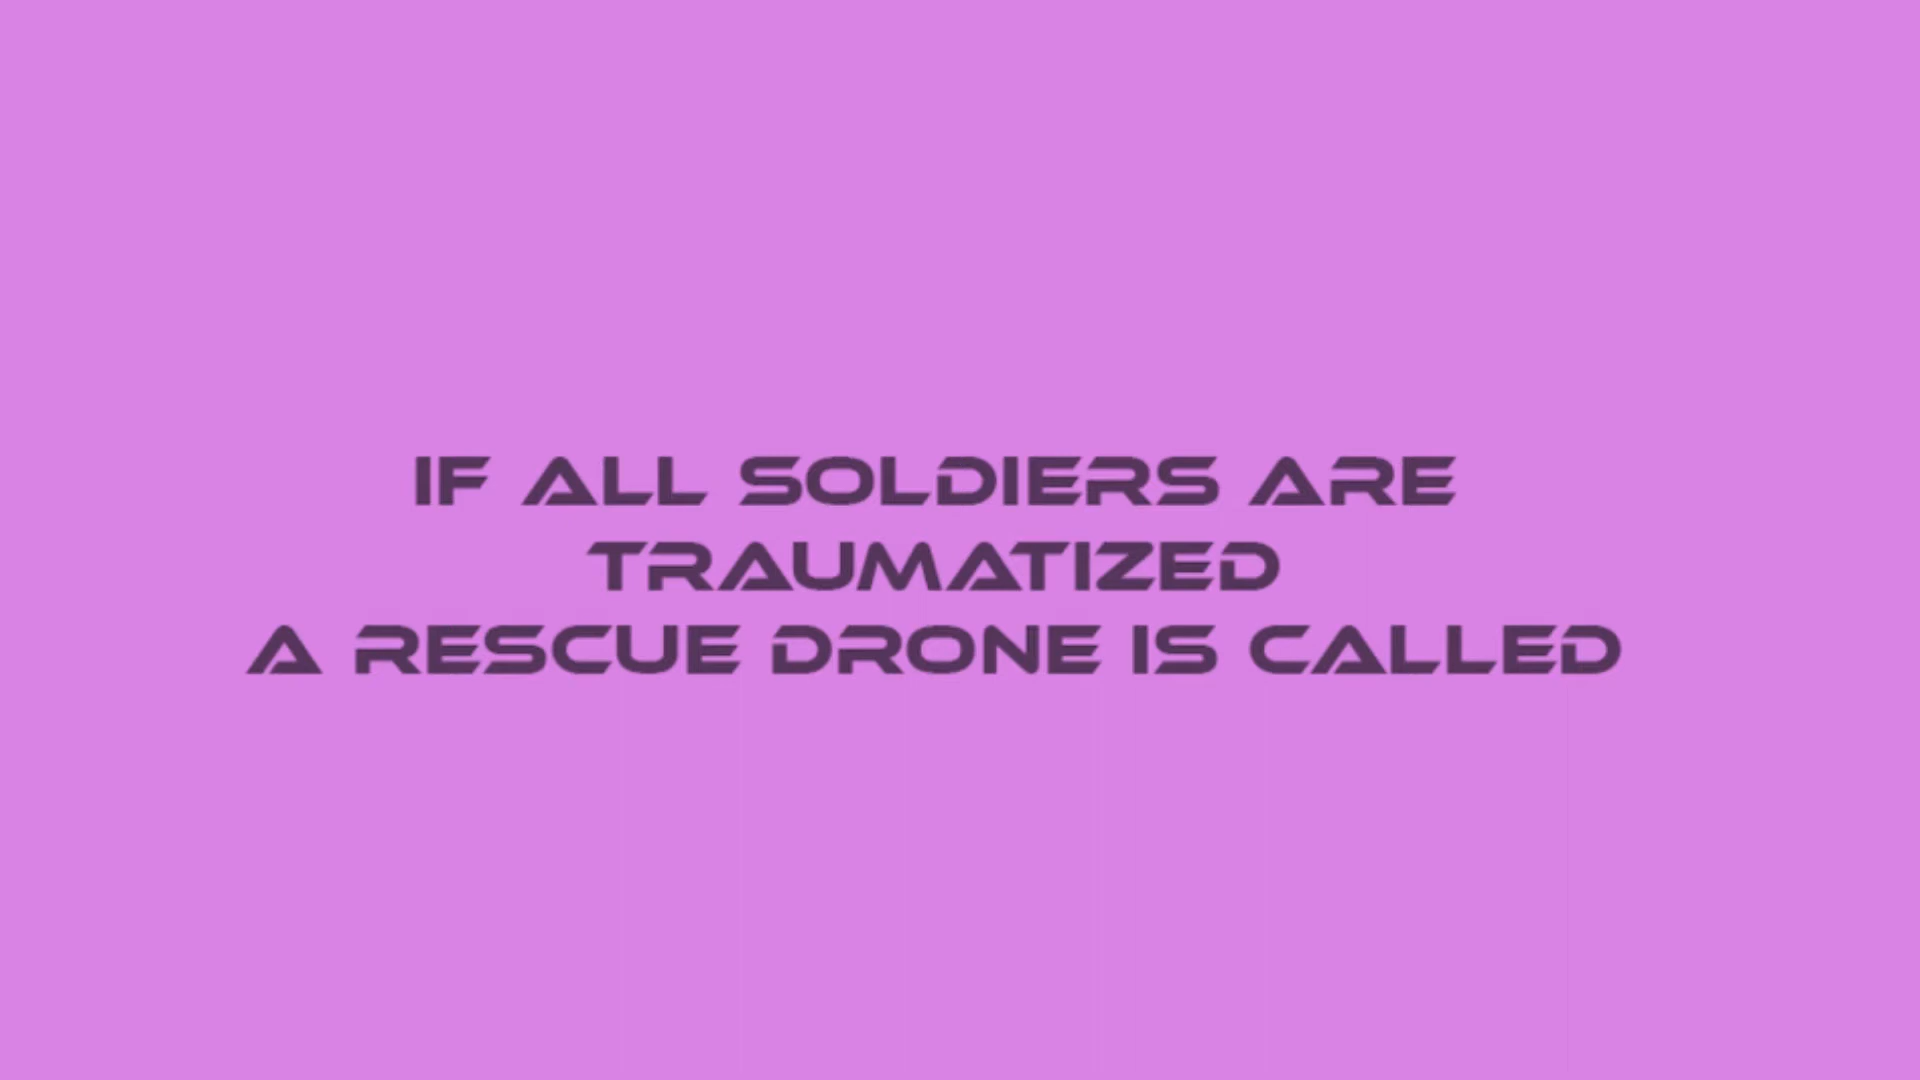 IF ALL SOLDIERS ARE
TRAUMATIZED
A RESCUE DRONE IS CALLED